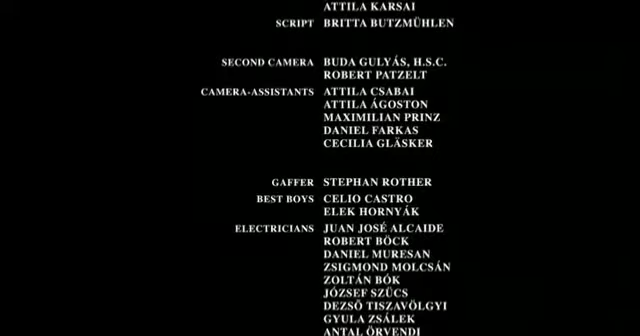 ATTILA KARSAI
SCRIPT BRITTA BUTZMÜHLEN
SECOND CAMERA BUDA GULYÁS, H.S.C.
ROBERT PATZELT
CAMERA-ASSISTANTS ATTILA CSABAI
ATTILA ÁGOSTON
MAXIMILIAN PRINZ
DANIEL FARKAS
CECILIA GLÄSKER
GAFFER STEPHAN ROTHER
BEST BOYS CELIO CASTRO
ELEK HORNYÁK
ELECTRICIANS JUAN JOSÉ ALCAIDE
ROBERT BÖCK
DANIEL MURESAN
ZSIGMOND MOLCSÁN
ZOLTÁN BÓK
JÓZSEF SZÜCS
DEZSÕ TISZAVÖLGYI
GYULA ZSÁLEK
ANTAL ÖRVENDI